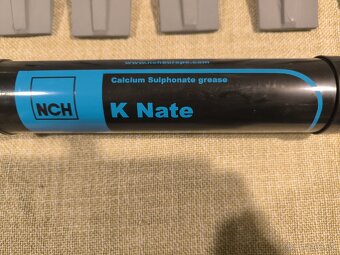 www.ncheurope.com
Calcium Sulphonate grease
NCH
K Nate